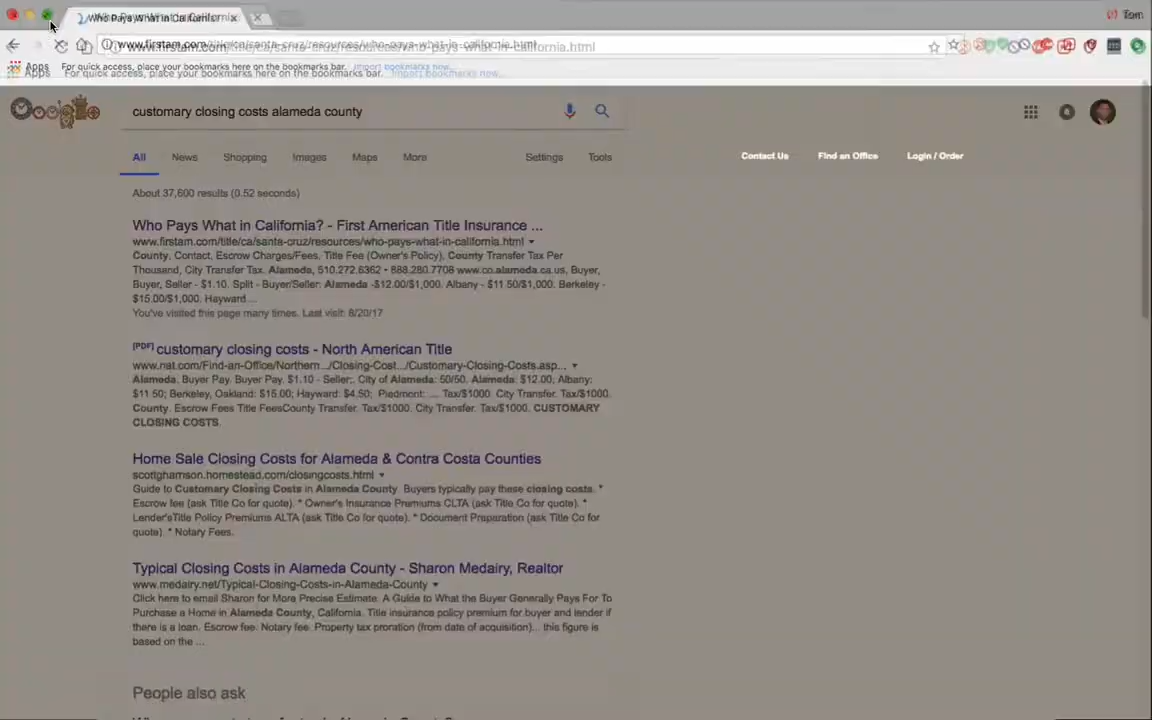 Who Pays What in California
Tom
www.firstam.com/title/ca/santa-cruz/resources/who-pays-what-in-california.html
Apps For quick access, place your bookmarks here on the bookmarks bar. Import bookmarks now...
customary closing costs alameda county
All News Shopping Images Maps More Settings Tools
Contact Us Find an Office Login / Order
About 37,600 results (0.52 seconds)
Who Pays What in California? - First American Title Insurance ...
www.firstam.com/title/ca/santa-cruz/resources/who-pays-what-in-california.html
County, Contact, Escrow Charges/Fees, Title Fee (Owner's Policy), County Transfer Tax Per
Thousand, City Transfer Tax. Alameda, 510.272.6362 • 888.280.7708 www.co.alameda.ca.us, Buyer,
Buyer, Seller - $1.10. Split - Buyer/Seller: Alameda -$12.00/$1,000. Albany - $11.50/$1,000. Berkeley -
$15.00/$1,000. Hayward ...
You've visited this page many times. Last visit: 8/20/17
[PDF] customary closing costs - North American Title
www.nat.com/Find-an-Office/Northern.../Closing-Cost.../Customary-Closing-Costs.asp...
Alameda. Buyer Pay. Buyer Pay. $1.10 - Seller;. City of Alameda: 50/50. Alameda: $12.00; Albany:
$11.50; Berkeley, Oakland: $15.00; Hayward: $4.50; Piedmont: .... Tax/$1000. City Transfer. Tax/$1000.
County. Escrow Fees Title FeesCounty Transfer. Tax/$1000. City Transfer. Tax/$1000. CUSTOMARY
CLOSING COSTS.
Home Sale Closing Costs for Alameda & Contra Costa Counties
scottgharrison.homestead.com/closingcosts.html
Guide to Customary Closing Costs in Alameda County. Buyers typically pay these closing costs. *
Escrow fee (ask Title Co for quote). * Owner's Insurance Premiums CLTA (ask Title Co for quote). *
Lender'sTitle Policy Premiums ALTA (ask Title Co for quote). * Document Preparation (ask Title Co for
quote). * Notary Fees.
Typical Closing Costs in Alameda County - Sharon Medairy, Realtor
www.medairy.net/Typical-Closing-Costs-in-Alameda-County
Click here to email Sharon for More Precise Estimate. A Guide to What the Buyer Generally Pays For To
Purchase a Home in Alameda County, California. Title insurance policy premium for buyer and lender if
there is a loan. Escrow fee. Notary fee. Property tax proration (from date of acquisition)... this figure is
based on the ...
People also ask